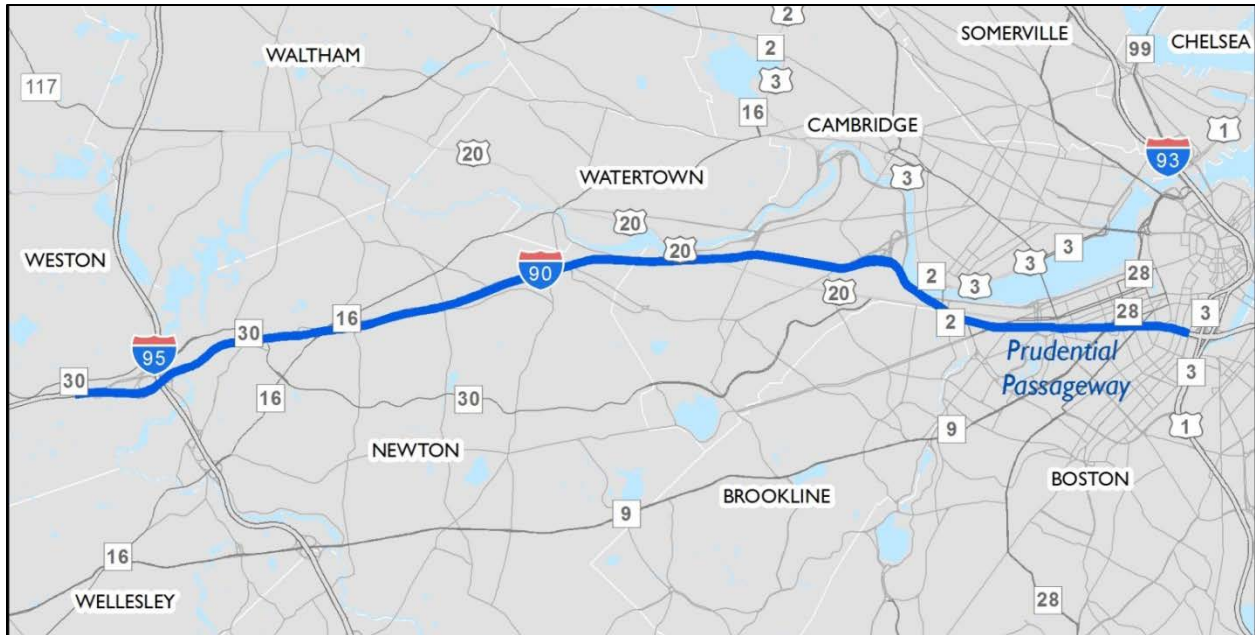 2
SOMERVILLE
99
CHELSEA
WALTHAM
2
117
3
16
1
CAMBRIDGE
93
20
WATERTOWN
3
20
WESTON
20
3
3
90
2
3
28
20
16
28
3
30
2
95
Prudential
Passageway
30
3
16
30
1
9
NEWTON
BOSTON
BROOKLINE
9
16
WELLESLEY
28